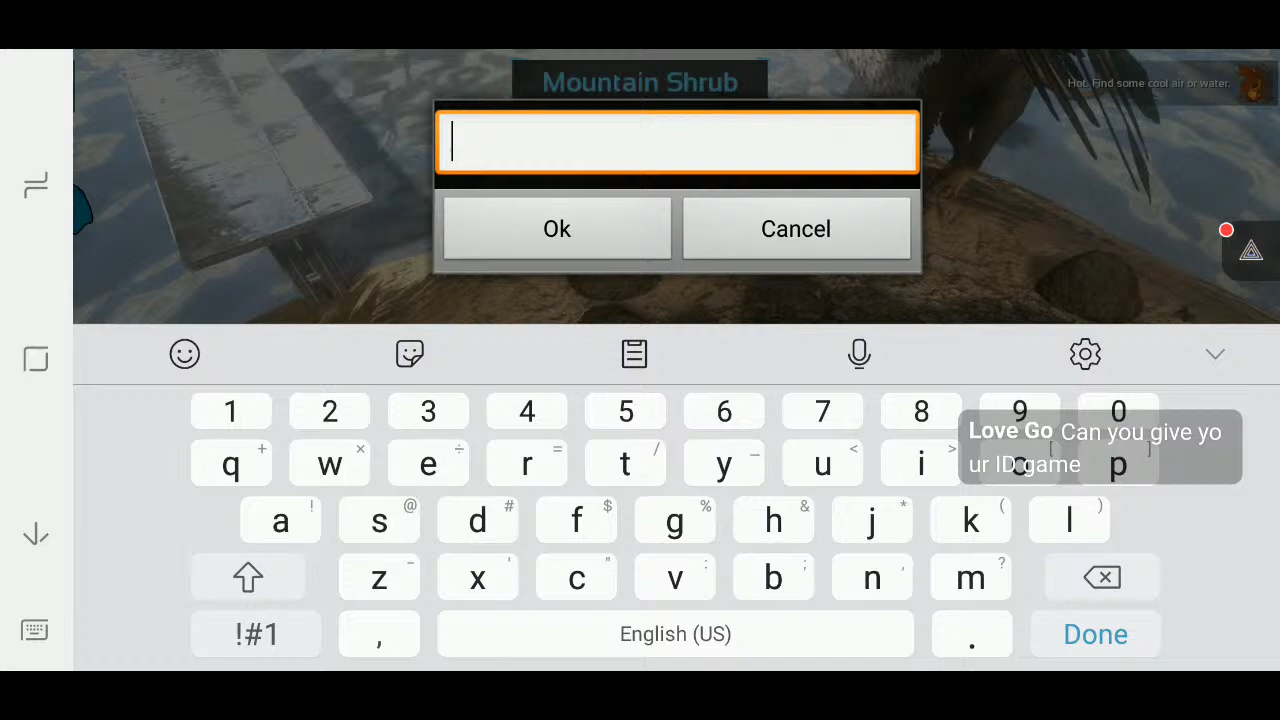 Mountain Shrub
Hot. Find some cool air or water.
Ok Cancel
1 2 3 4 5 6 7 8 9 0
Love Go Can you give yo
ur ID game
q + w × e ÷ r = t / y _ u < i > [ p ]
a ! s @ d # f $ g % h & j * k ( l )
z - x ' c " v : b ; n , m ?
!#1 , English (US) . Done